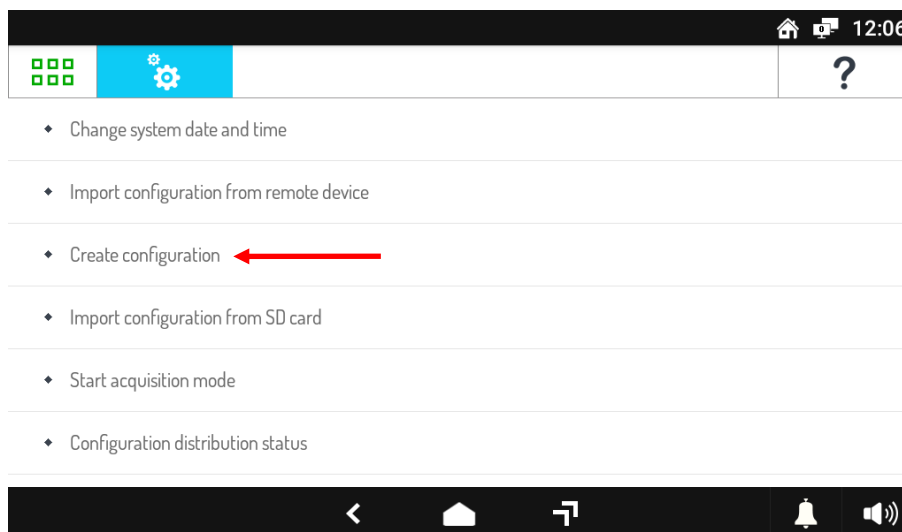 0 12:06
?
Change system date and time
Import configuration from remote device
Create configuration
Import configuration from SD card
Start acquisition mode
Configuration distribution status